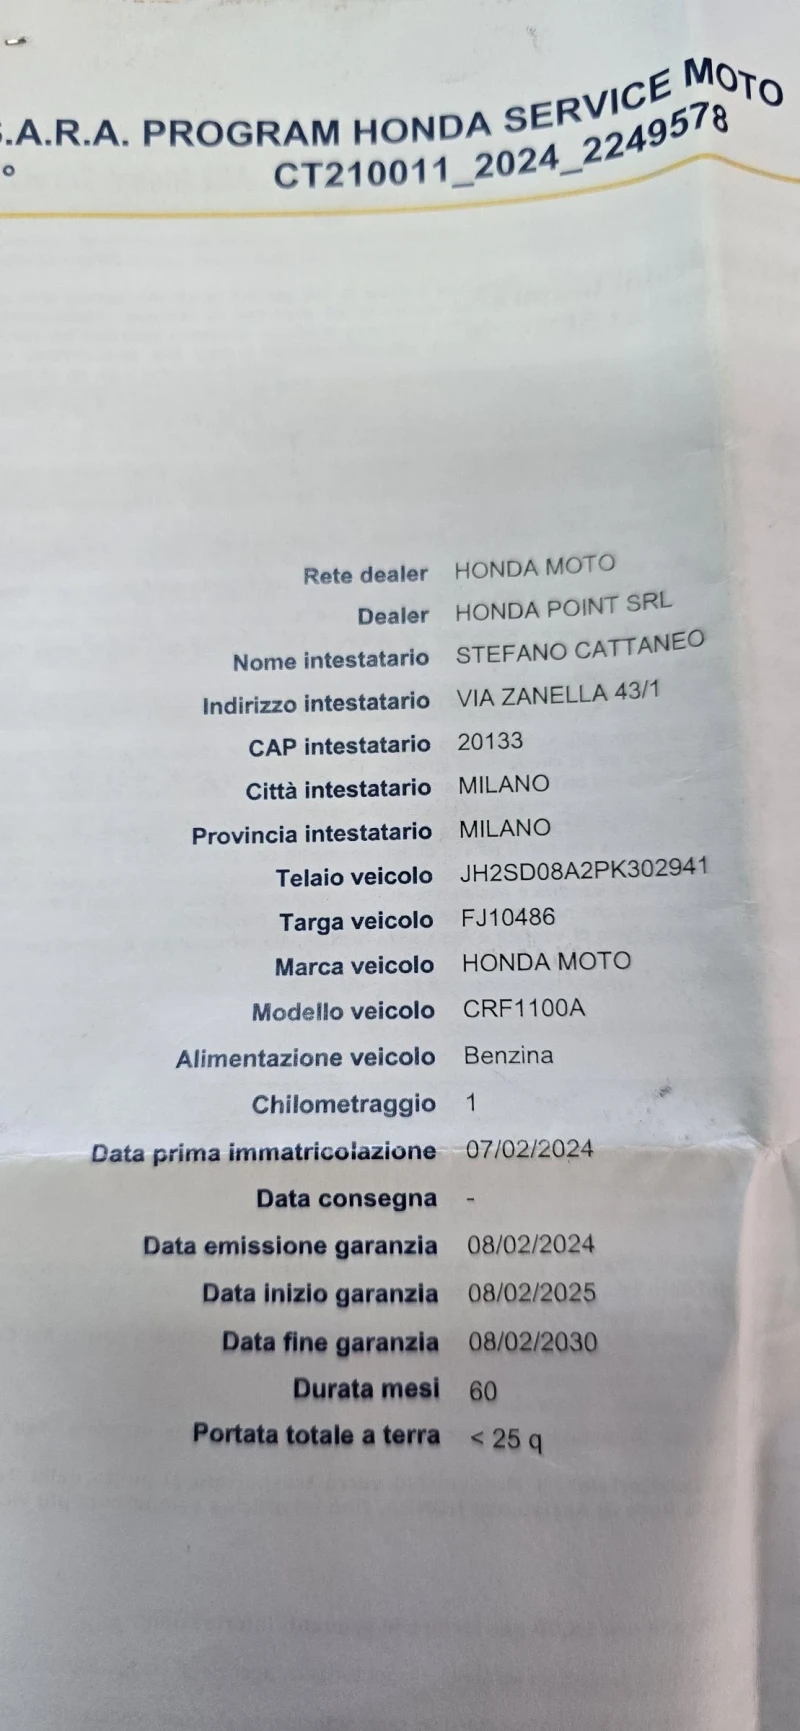 S.A.R.A. PROGRAM HONDA SERVICE MOTO
° CT210011_2024_2249578
Rete dealer HONDA MOTO
Dealer HONDA POINT SRL
Nome intestatario STEFANO CATTANEO
Indirizzo intestatario VIA ZANELLA 43/1
CAP intestatario 20133
Città intestatario MILANO
Provincia intestatario MILANO
Telaio veicolo JH2SD08A2PK302941
Targa veicolo FJ10486
Marca veicolo HONDA MOTO
Modello veicolo CRF1100A
Alimentazione veicolo Benzina
Chilometraggio 1
Data prima immatricolazione 07/02/2024
Data consegna -
Data emissione garanzia 08/02/2024
Data inizio garanzia 08/02/2025
Data fine garanzia 08/02/2030
Durata mesi 60
Portata totale a terra < 25 q